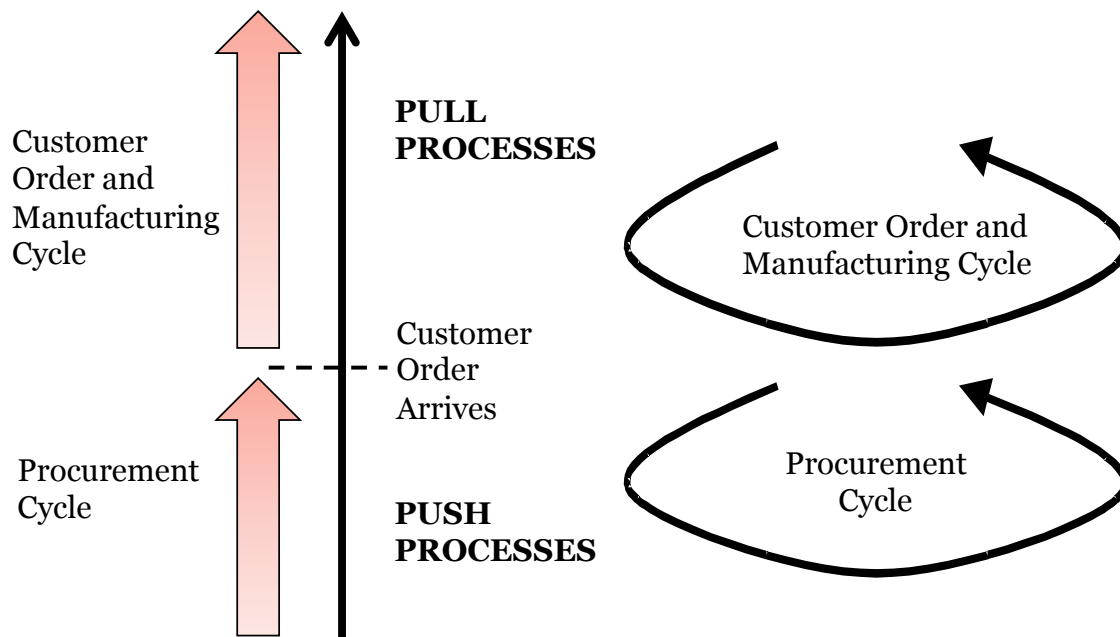 Customer
Order and
Manufacturing
Cycle
PULL
PROCESSES
Customer Order and
Manufacturing Cycle
Customer
Order
Arrives
Procurement
Cycle
PUSH
PROCESSES
Procurement
Cycle